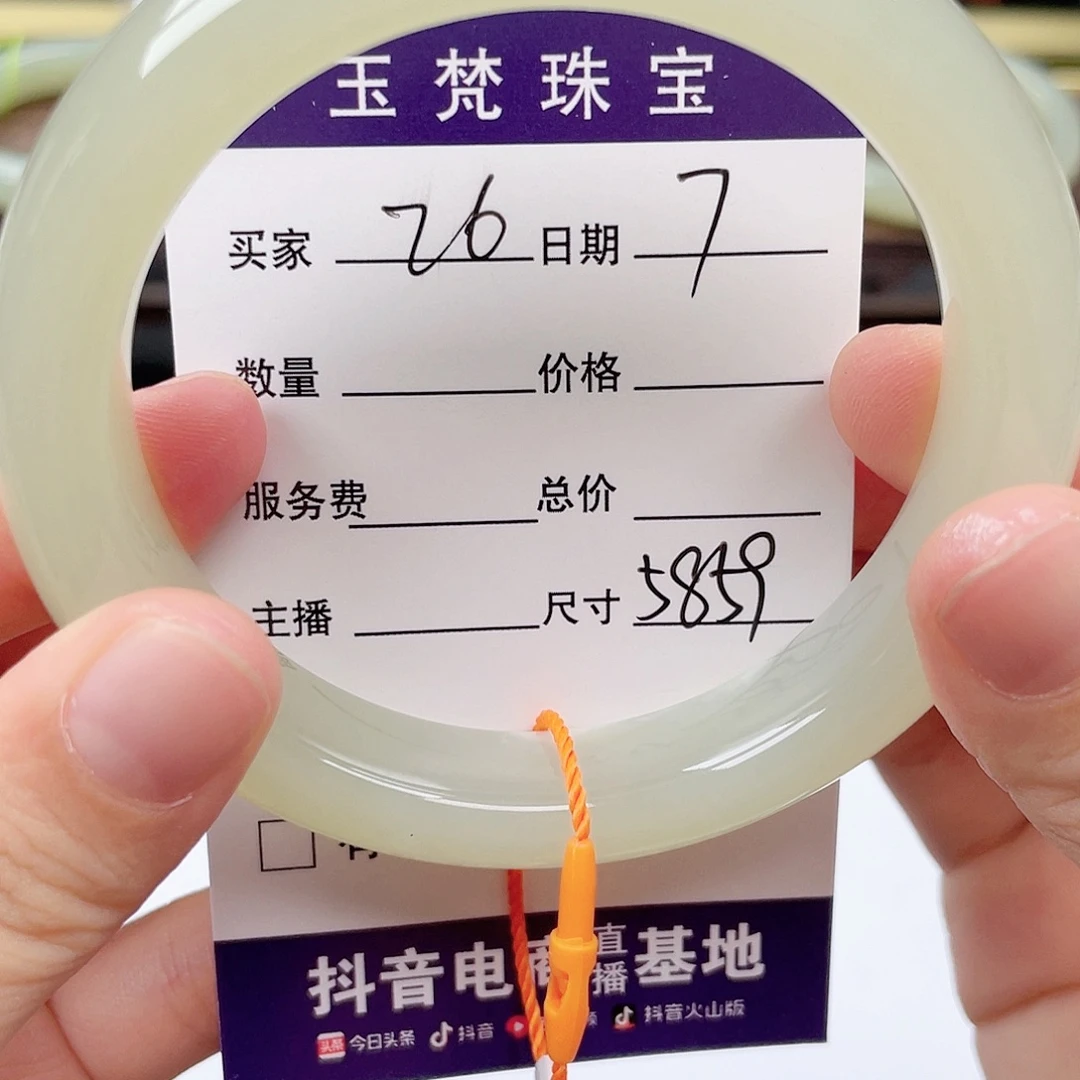 玉梵珠宝
买家 26 日期 7
数量 价格
服务费 总价
主播 尺寸 5859
抖音电商直播基地
头条 今日头条 抖音 抖音火山版